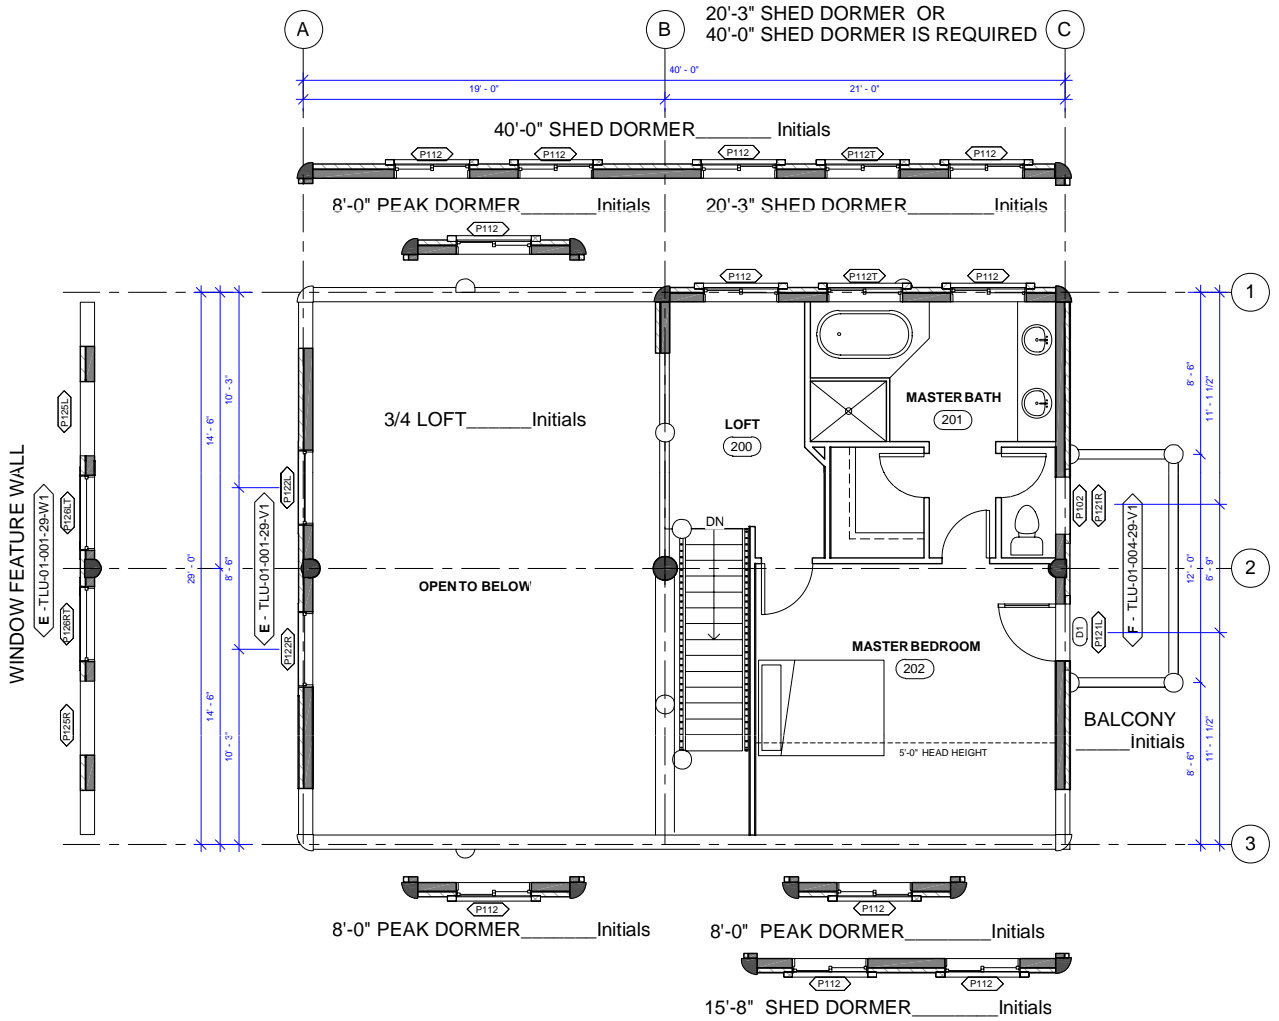 20'-3" SHED DORMER OR
40'-0" SHED DORMER IS REQUIRED
A
B
C
40' - 0"
19' - 0"
21' - 0"
40'-0" SHED DORMER_______ Initials
P112
P112
P112
P112T
P112
8'-0" PEAK DORMER_______Initials
20'-3" SHED DORMER________Initials
P112
P112
P112T
P112
1
2
3
WINDOW FEATURE WALL
E - TLU-01-001-29-W1
P125L
P126LT
P126RT
P125R
29' - 0"
14' - 6"
14' - 6"
10' - 3"
8' - 6"
10' - 3"
E - TLU-01-001-29-V1
P122L
P122R
3/4 LOFT______Initials
OPEN TO BELOW
LOFT
200
MASTER BATH
201
DN
MASTER BEDROOM
202
5'-0" HEAD HEIGHT
P102
P121R
D1
P121L
F - TLU-01-004-29-V1
8' - 6"
12' - 0"
8' - 6"
11' - 1 1/2"
6' - 9"
11' - 1 1/2"
BALCONY
_____Initials
P112
8'-0" PEAK DORMER_______Initials
P112
8'-0" PEAK DORMER________Initials
P112
P112
15'-8" SHED DORMER________Initials